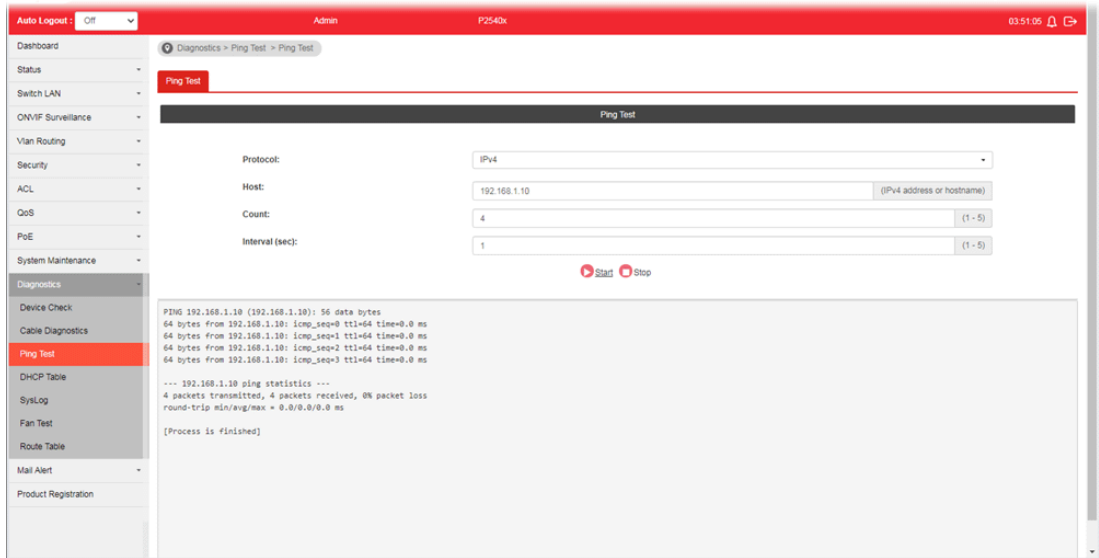 Auto Logout : Off Admin P2540x 03:51:05
Dashboard
Status
Switch LAN
ONVIF Surveillance
Vlan Routing
Security
ACL
QoS
PoE
System Maintenance
Diagnostics
Device Check
Cable Diagnostics
Ping Test
DHCP Table
SysLog
Fan Test
Route Table
Mail Alert
Product Registration
Diagnostics > Ping Test > Ping Test
Ping Test
Ping Test
Protocol: IPv4
Host: 192.168.1.10 (IPv4 address or hostname)
Count: 4 (1 - 5)
Interval (sec): 1 (1 - 5)
Start Stop
PING 192.168.1.10 (192.168.1.10): 56 data bytes
64 bytes from 192.168.1.10: icmp_seq=0 ttl=64 time=0.0 ms
64 bytes from 192.168.1.10: icmp_seq=1 ttl=64 time=0.0 ms
64 bytes from 192.168.1.10: icmp_seq=2 ttl=64 time=0.0 ms
64 bytes from 192.168.1.10: icmp_seq=3 ttl=64 time=0.0 ms
--- 192.168.1.10 ping statistics ---
4 packets transmitted, 4 packets received, 0% packet loss
round-trip min/avg/max = 0.0/0.0/0.0 ms
[Process is finished]